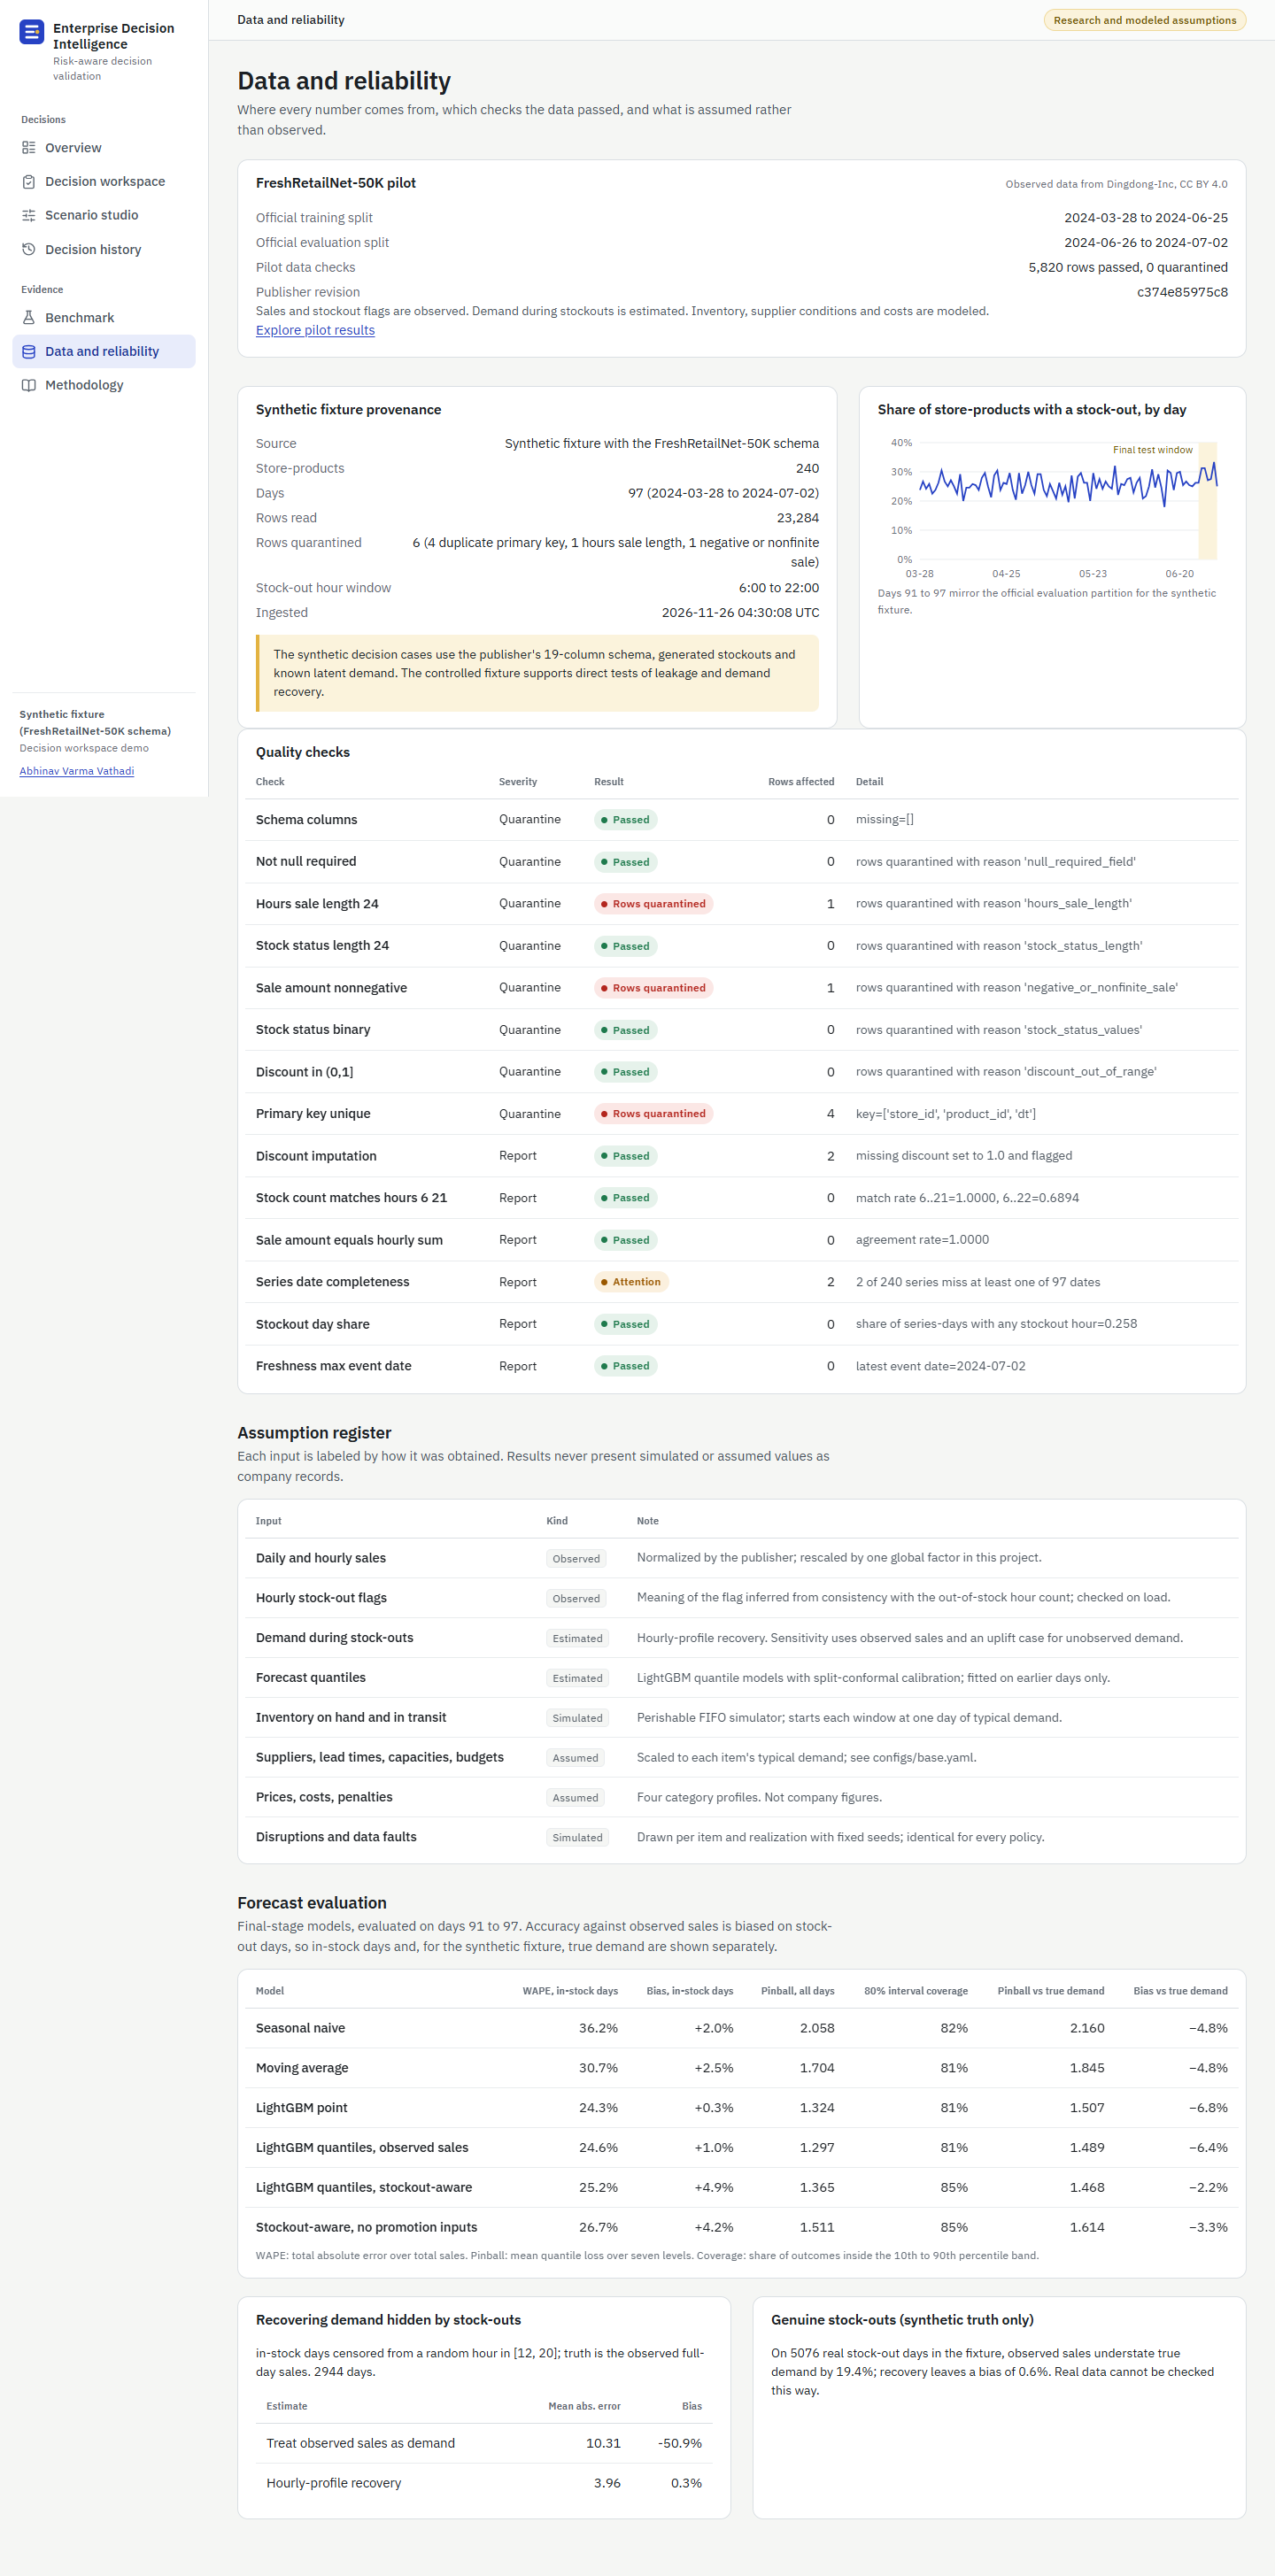 Enterprise Decision
Intelligence
Risk-aware decision
validation
Decisions
Overview
Decision workspace
Scenario studio
Decision history
Evidence
Benchmark
Data and reliability
Methodology
Synthetic fixture
(FreshRetailNet-50K schema)
Decision workspace demo
Abhinav Varma Vathadi
Data and reliability
Research and modeled assumptions
Data and reliability
Where every number comes from, which checks the data passed, and what is assumed rather
than observed.
FreshRetailNet-50K pilot
Observed data from Dingdong-Inc, CC BY 4.0
Official training split 2024-03-28 to 2024-06-25
Official evaluation split 2024-06-26 to 2024-07-02
Pilot data checks 5,820 rows passed, 0 quarantined
Publisher revision c374e85975c8
Sales and stockout flags are observed. Demand during stockouts is estimated. Inventory, supplier conditions and costs are modeled.
Explore pilot results
Synthetic fixture provenance
Source Synthetic fixture with the FreshRetailNet-50K schema
Store-products 240
Days 97 (2024-03-28 to 2024-07-02)
Rows read 23,284
Rows quarantined 6 (4 duplicate primary key, 1 hours sale length, 1 negative or nonfinite
sale)
Stock-out hour window 6:00 to 22:00
Ingested 2026-11-26 04:30:08 UTC
The synthetic decision cases use the publisher's 19-column schema, generated stockouts and
known latent demand. The controlled fixture supports direct tests of leakage and demand
recovery.
Share of store-products with a stock-out, by day
40%
Final test window
30%
20%
10%
0%
03-28 04-25 05-23 06-20
Days 91 to 97 mirror the official evaluation partition for the synthetic
fixture.
Quality checks
Check Severity Result Rows affected Detail
Schema columns Quarantine Passed 0 missing=[]
Not null required Quarantine Passed 0 rows quarantined with reason 'null_required_field'
Hours sale length 24 Quarantine Rows quarantined 1 rows quarantined with reason 'hours_sale_length'
Stock status length 24 Quarantine Passed 0 rows quarantined with reason 'stock_status_length'
Sale amount nonnegative Quarantine Rows quarantined 1 rows quarantined with reason 'negative_or_nonfinite_sale'
Stock status binary Quarantine Passed 0 rows quarantined with reason 'stock_status_values'
Discount in (0,1] Quarantine Passed 0 rows quarantined with reason 'discount_out_of_range'
Primary key unique Quarantine Rows quarantined 4 key=['store_id', 'product_id', 'dt']
Discount imputation Report Passed 2 missing discount set to 1.0 and flagged
Stock count matches hours 6 21 Report Passed 0 match rate 6..21=1.0000, 6..22=0.6894
Sale amount equals hourly sum Report Passed 0 agreement rate=1.0000
Series date completeness Report Attention 2 2 of 240 series miss at least one of 97 dates
Stockout day share Report Passed 0 share of series-days with any stockout hour=0.258
Freshness max event date Report Passed 0 latest event date=2024-07-02
Assumption register
Each input is labeled by how it was obtained. Results never present simulated or assumed values as
company records.
Input Kind Note
Daily and hourly sales Observed Normalized by the publisher; rescaled by one global factor in this project.
Hourly stock-out flags Observed Meaning of the flag inferred from consistency with the out-of-stock hour count; checked on load.
Demand during stock-outs Estimated Hourly-profile recovery. Sensitivity uses observed sales and an uplift case for unobserved demand.
Forecast quantiles Estimated LightGBM quantile models with split-conformal calibration; fitted on earlier days only.
Inventory on hand and in transit Simulated Perishable FIFO simulator; starts each window at one day of typical demand.
Suppliers, lead times, capacities, budgets Assumed Scaled to each item's typical demand; see configs/base.yaml.
Prices, costs, penalties Assumed Four category profiles. Not company figures.
Disruptions and data faults Simulated Drawn per item and realization with fixed seeds; identical for every policy.
Forecast evaluation
Final-stage models, evaluated on days 91 to 97. Accuracy against observed sales is biased on stock-
out days, so in-stock days and, for the synthetic fixture, true demand are shown separately.
Model WAPE, in-stock days Bias, in-stock days Pinball, all days 80% interval coverage Pinball vs true demand Bias vs true demand
Seasonal naive 36.2% +2.0% 2.058 82% 2.160 −4.8%
Moving average 30.7% +2.5% 1.704 81% 1.845 −4.8%
LightGBM point 24.3% +0.3% 1.324 81% 1.507 −6.8%
LightGBM quantiles, observed sales 24.6% +1.0% 1.297 81% 1.489 −6.4%
LightGBM quantiles, stockout-aware 25.2% +4.9% 1.365 85% 1.468 −2.2%
Stockout-aware, no promotion inputs 26.7% +4.2% 1.511 85% 1.614 −3.3%
WAPE: total absolute error over total sales. Pinball: mean quantile loss over seven levels. Coverage: share of outcomes inside the 10th to 90th percentile band.
Recovering demand hidden by stock-outs
in-stock days censored from a random hour in [12, 20]; truth is the observed full-
day sales. 2944 days.
Estimate Mean abs. error Bias
Treat observed sales as demand 10.31 -50.9%
Hourly-profile recovery 3.96 0.3%
Genuine stock-outs (synthetic truth only)
On 5076 real stock-out days in the fixture, observed sales understate true
demand by 19.4%; recovery leaves a bias of 0.6%. Real data cannot be checked
this way.